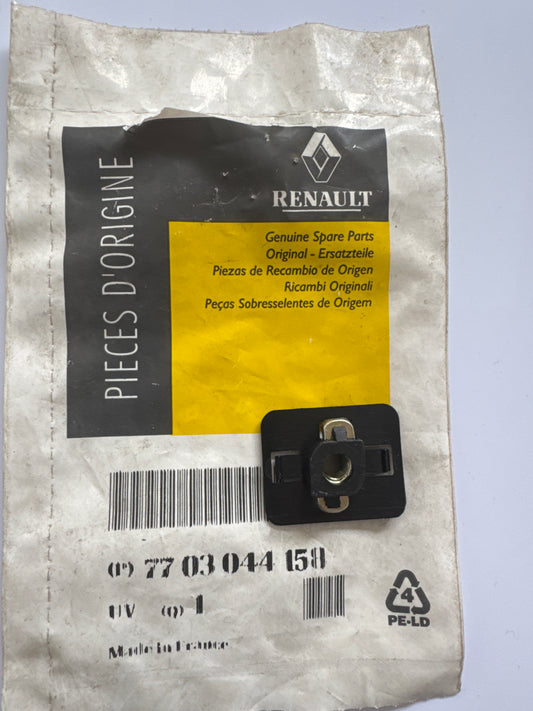 PIECES D'ORIGINE
RENAULT
Genuine Spare Parts
Original - Ersatzteile
Piezas de Recambio de Origen
Ricambi Originali
Peças Sobresselentes de Origem
(P) 77 03 044 158
UV (q) 1
Made in France
4
PE-LD